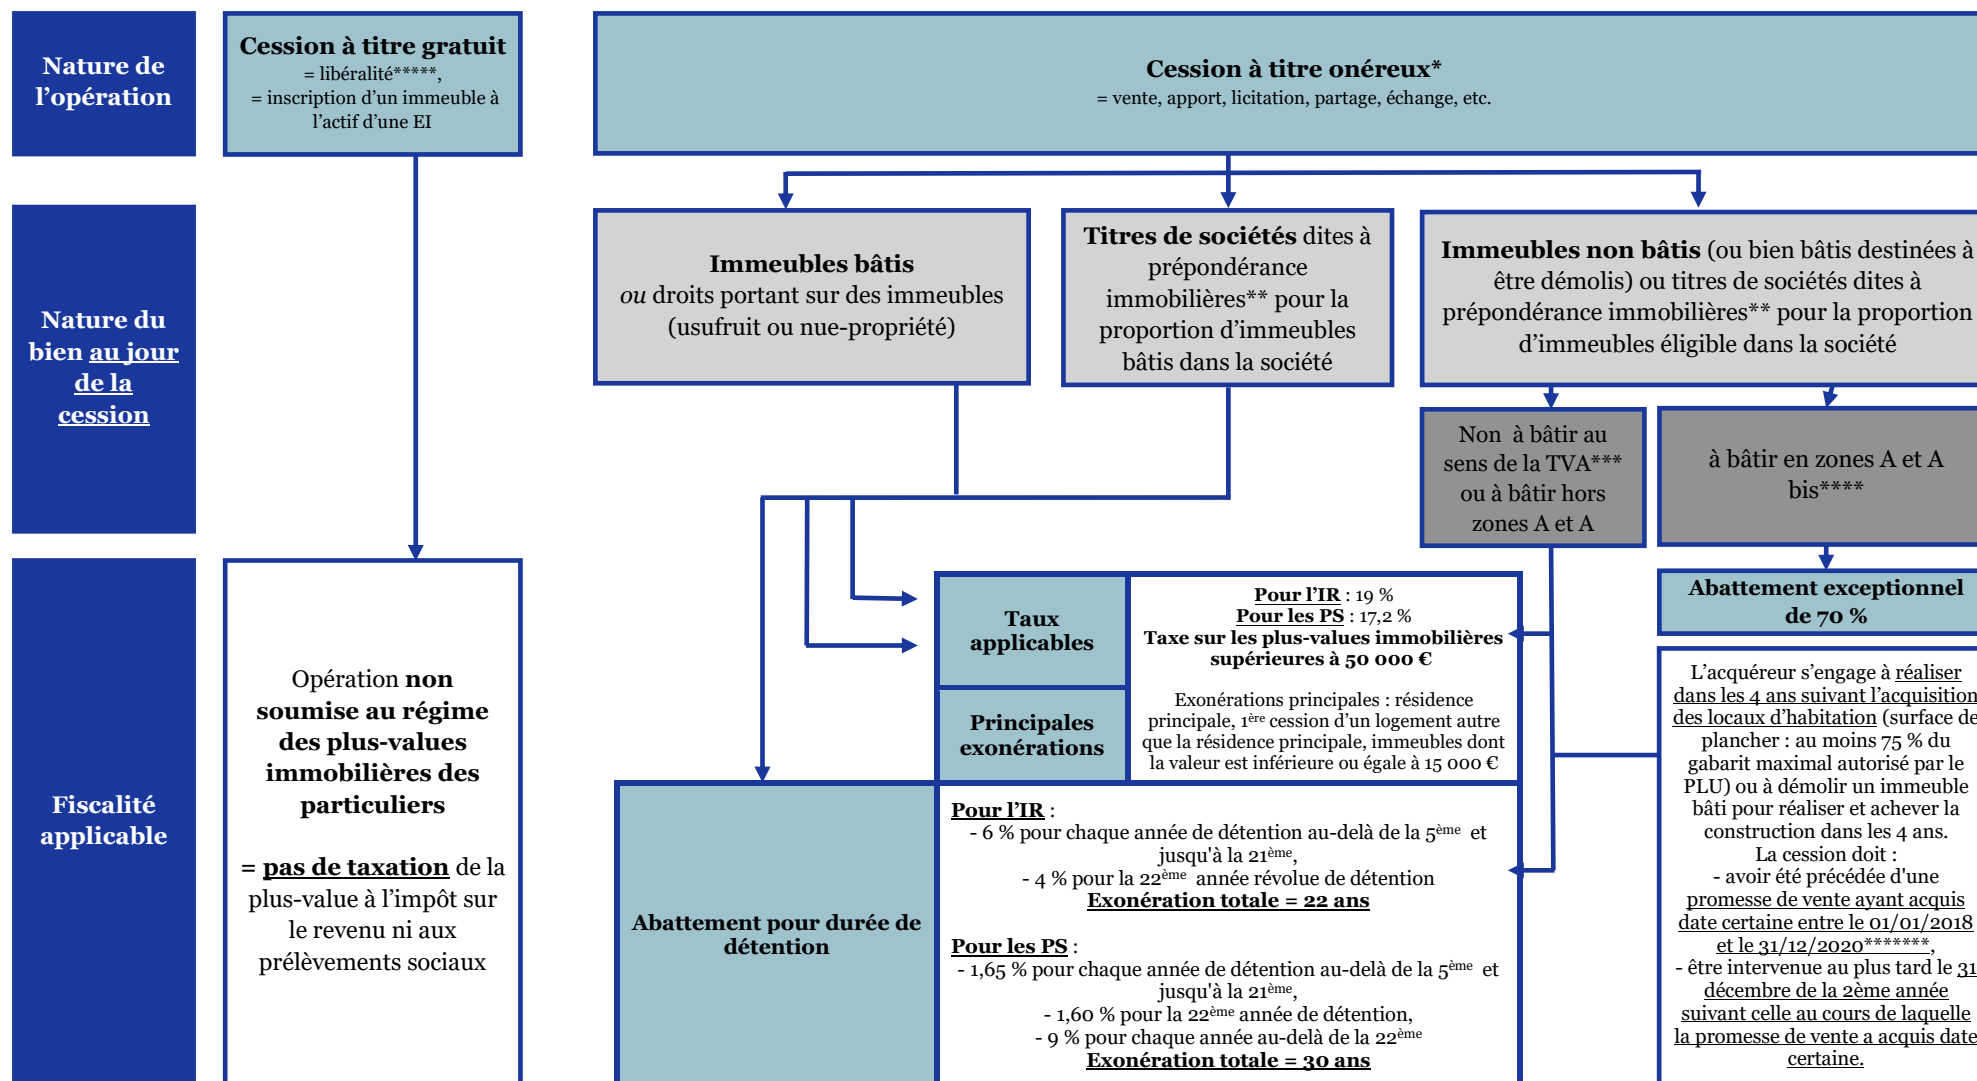 Nature de
l'opération
Cession à titre gratuit
= libéralité*****,
= inscription d'un immeuble à
l'actif d'une EI
Cession à titre onéreux*
= vente, apport, licitation, partage, échange, etc.
Nature du
bien au jour
de la
cession
Immeubles bâtis
ou droits portant sur des immeubles
(usufruit ou nue-propriété)
Titres de sociétés dites à
prépondérance
immobilières** pour la
proportion d'immeubles
bâtis dans la société
Immeubles non bâtis (ou bien bâtis destinées à
être démolis) ou titres de sociétés dites à
prépondérance immobilières** pour la proportion
d'immeubles éligible dans la société
Non à bâtir au
sens de la TVA***
ou à bâtir hors
zones A et A
à bâtir en zones A et A
bis****
Fiscalité
applicable
Opération non
soumise au régime
des plus-values
immobilières des
particuliers
= pas de taxation de la
plus-value à l'impôt sur
le revenu ni aux
prélèvements sociaux
Taux
applicables
Pour l'IR : 19 %
Pour les PS : 17,2 %
Taxe sur les plus-values immobilières
supérieures à 50 000 €
Principales
exonérations
Exonérations principales : résidence
principale, 1ère cession d'un logement autre
que la résidence principale, immeubles dont
la valeur est inférieure ou égale à 15 000 €
Abattement pour durée de
détention
Pour l'IR :
- 6 % pour chaque année de détention au-delà de la 5ème et
jusqu'à la 21ème,
- 4 % pour la 22ème année révolue de détention
Exonération totale = 22 ans
Pour les PS :
- 1,65 % pour chaque année de détention au-delà de la 5ème et
jusqu'à la 21ème,
- 1,60 % pour la 22ème année de détention,
- 9 % pour chaque année au-delà de la 22ème
Exonération totale = 30 ans
Abattement exceptionnel
de 70 %
L'acquéreur s'engage à réaliser
dans les 4 ans suivant l'acquisition
des locaux d'habitation (surface de
plancher : au moins 75 % du
gabarit maximal autorisé par le
PLU) ou à démolir un immeuble
bâti pour réaliser et achever la
construction dans les 4 ans.
La cession doit :
- avoir été précédée d'une
promesse de vente ayant acquis
date certaine entre le 01/01/2018
et le 31/12/2020*******,
- être intervenue au plus tard le 31
décembre de la 2ème année
suivant celle au cours de laquelle
la promesse de vente a acquis date
certaine.